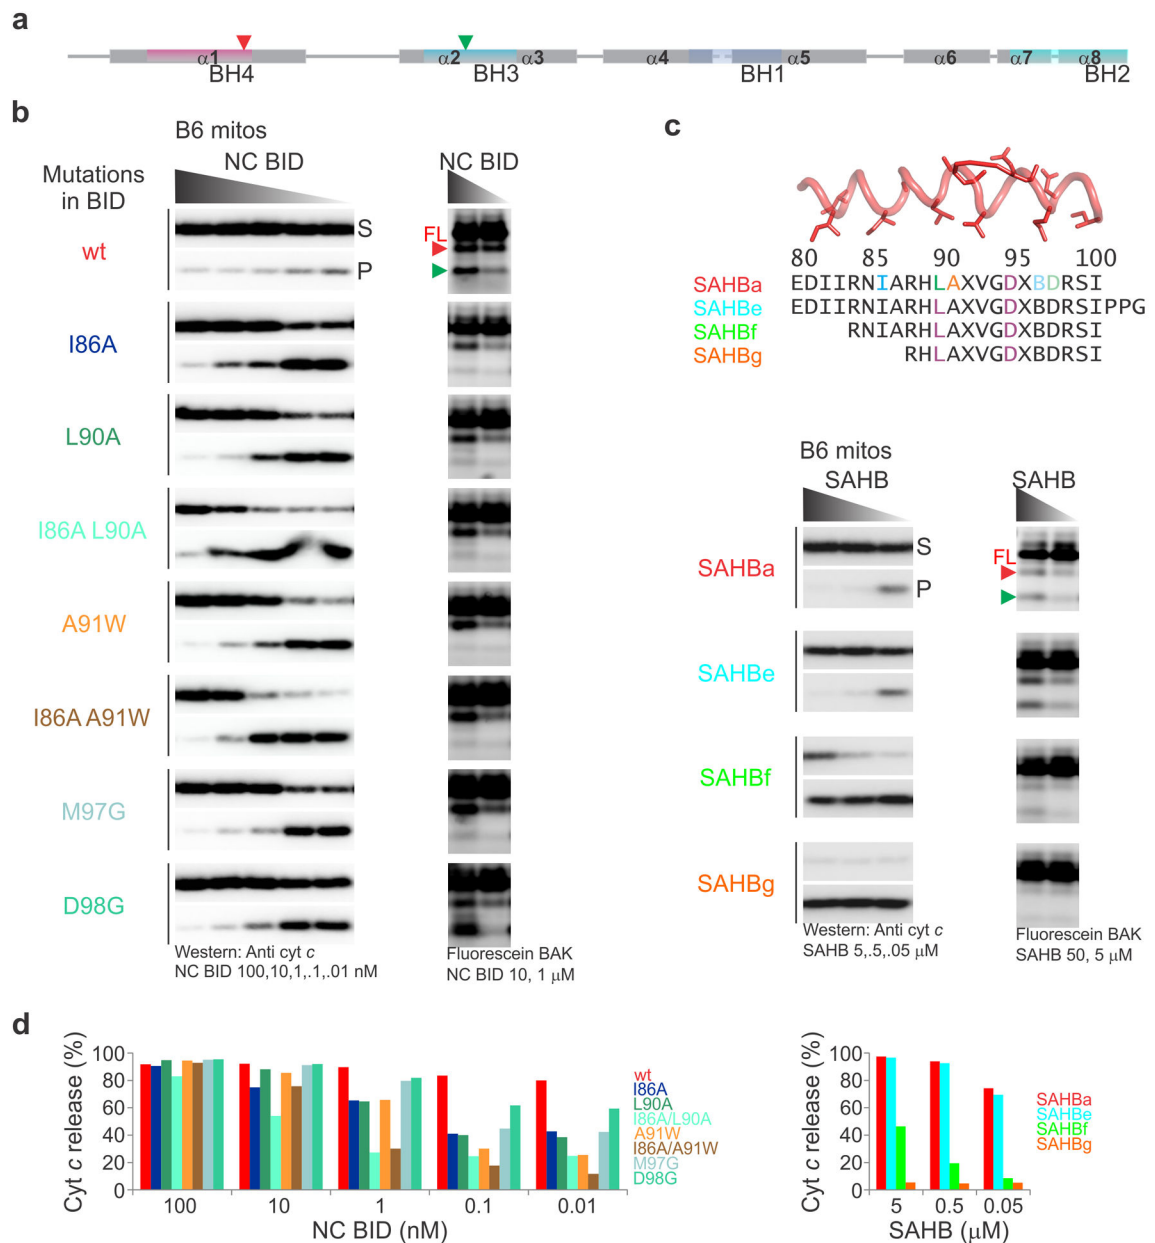 a
α1 α2 α3 α4 α5 α6 α7 α8
BH4 BH3 BH1 BH2
b
B6 mitos
NC BID
NC BID
Mutations
in BID
wt
S
P
FL
I86A
L90A
I86A L90A
A91W
I86A A91W
M97G
D98G
Western: Anti cyt c
NC BID 100,10,1,.1,.01 nM
Fluorescein BAK
NC BID 10, 1 μM
c
80 85 90 95 100
SAHBa EDIIRNIARHLAXVGDXBDRSI
SAHBe EDIIRNIARHLAXVGDXBDRSIPPG
SAHBf RNIARHLAXVGDXBDRSI
SAHBg RHLAXVGDXBDRSI
B6 mitos
SAHB
SAHB
SAHBa
S
P
FL
SAHBe
SAHBf
SAHBg
Western: Anti cyt c
SAHB 5,.5,.05 μM
Fluorescein BAK
SAHB 50, 5 μM
d
Cyt c release (%)
100
80
60
40
20
0
100 10 1 0.1 0.01
NC BID (nM)
wt
I86A
L90A
I86A/L90A
A91W
I86A/A91W
M97G
D98G
Cyt c release (%)
100
80
60
40
20
0
5 0.5 0.05
SAHB (μM)
SAHBa
SAHBe
SAHBf
SAHBg